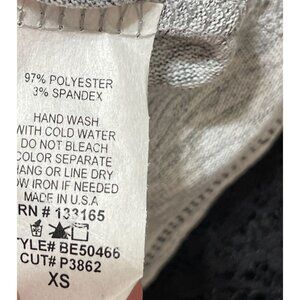 97% POLYESTER
3% SPANDEX
HAND WASH
WITH COLD WATER
DO NOT BLEACH
COLOR SEPARATE
HANG OR LINE DRY
LOW IRON IF NEEDED
MADE IN U.S.A
RN # 133165
STYLE# BE50466
CUT# P3862
XS